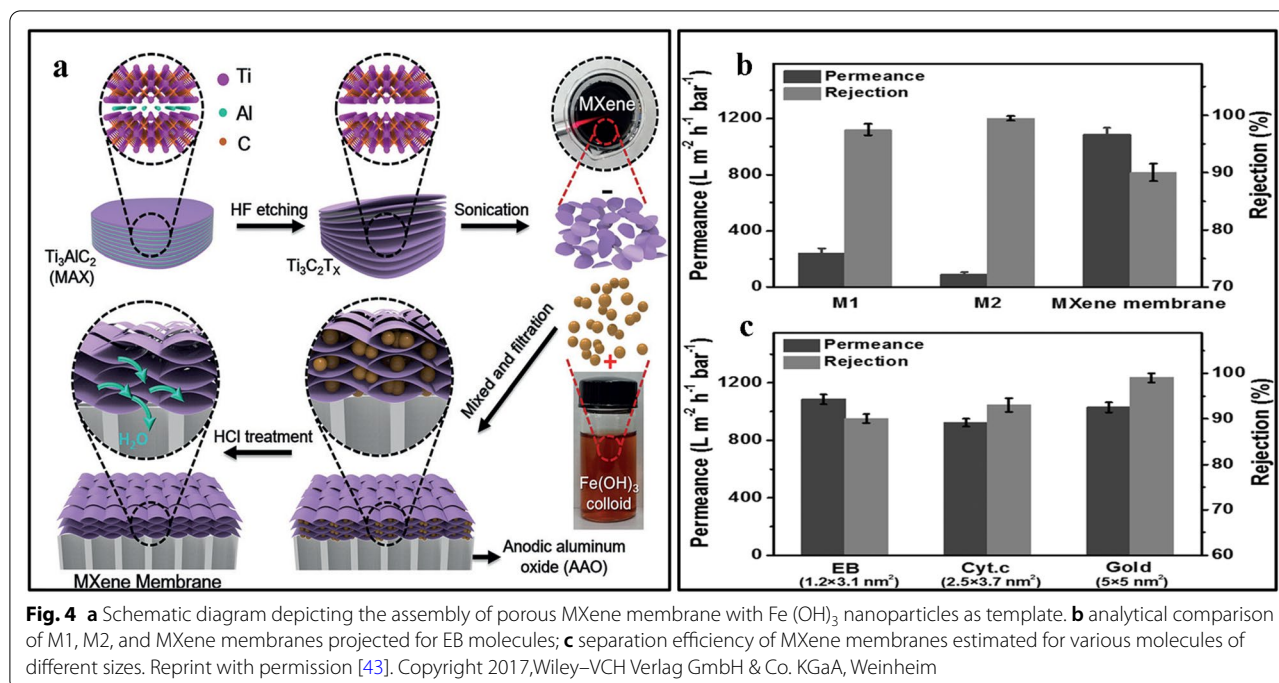 a
Ti
Al
C
MXene
HF etching
Sonication
Ti₃AlC₂
(MAX)
Ti₃C₂Tₓ
-
+
Mixed and filtration
H₂O
HCl treatment
Fe(OH)₃
colloid
Anodic aluminum
oxide (AAO)
MXene Membrane
b
Permeance
Rejection
Permeance (L m⁻² h⁻¹ bar⁻¹)
1200
800
400
0
Rejection (%)
100
90
80
70
M1 M2 MXene membrane
c
Permeance
Rejection
Permeance (L m⁻² h⁻¹ bar⁻¹)
1200
800
400
0
Rejection (%)
100
90
80
70
60
EB Cyt.c Gold
(1.2×3.1 nm²) (2.5×3.7 nm²) (5×5 nm²)
Fig. 4 a Schematic diagram depicting the assembly of porous MXene membrane with Fe (OH)₃ nanoparticles as template. b analytical comparison
of M1, M2, and MXene membranes projected for EB molecules; c separation efficiency of MXene membranes estimated for various molecules of
different sizes. Reprint with permission [43]. Copyright 2017,Wiley–VCH Verlag GmbH & Co. KGaA, Weinheim